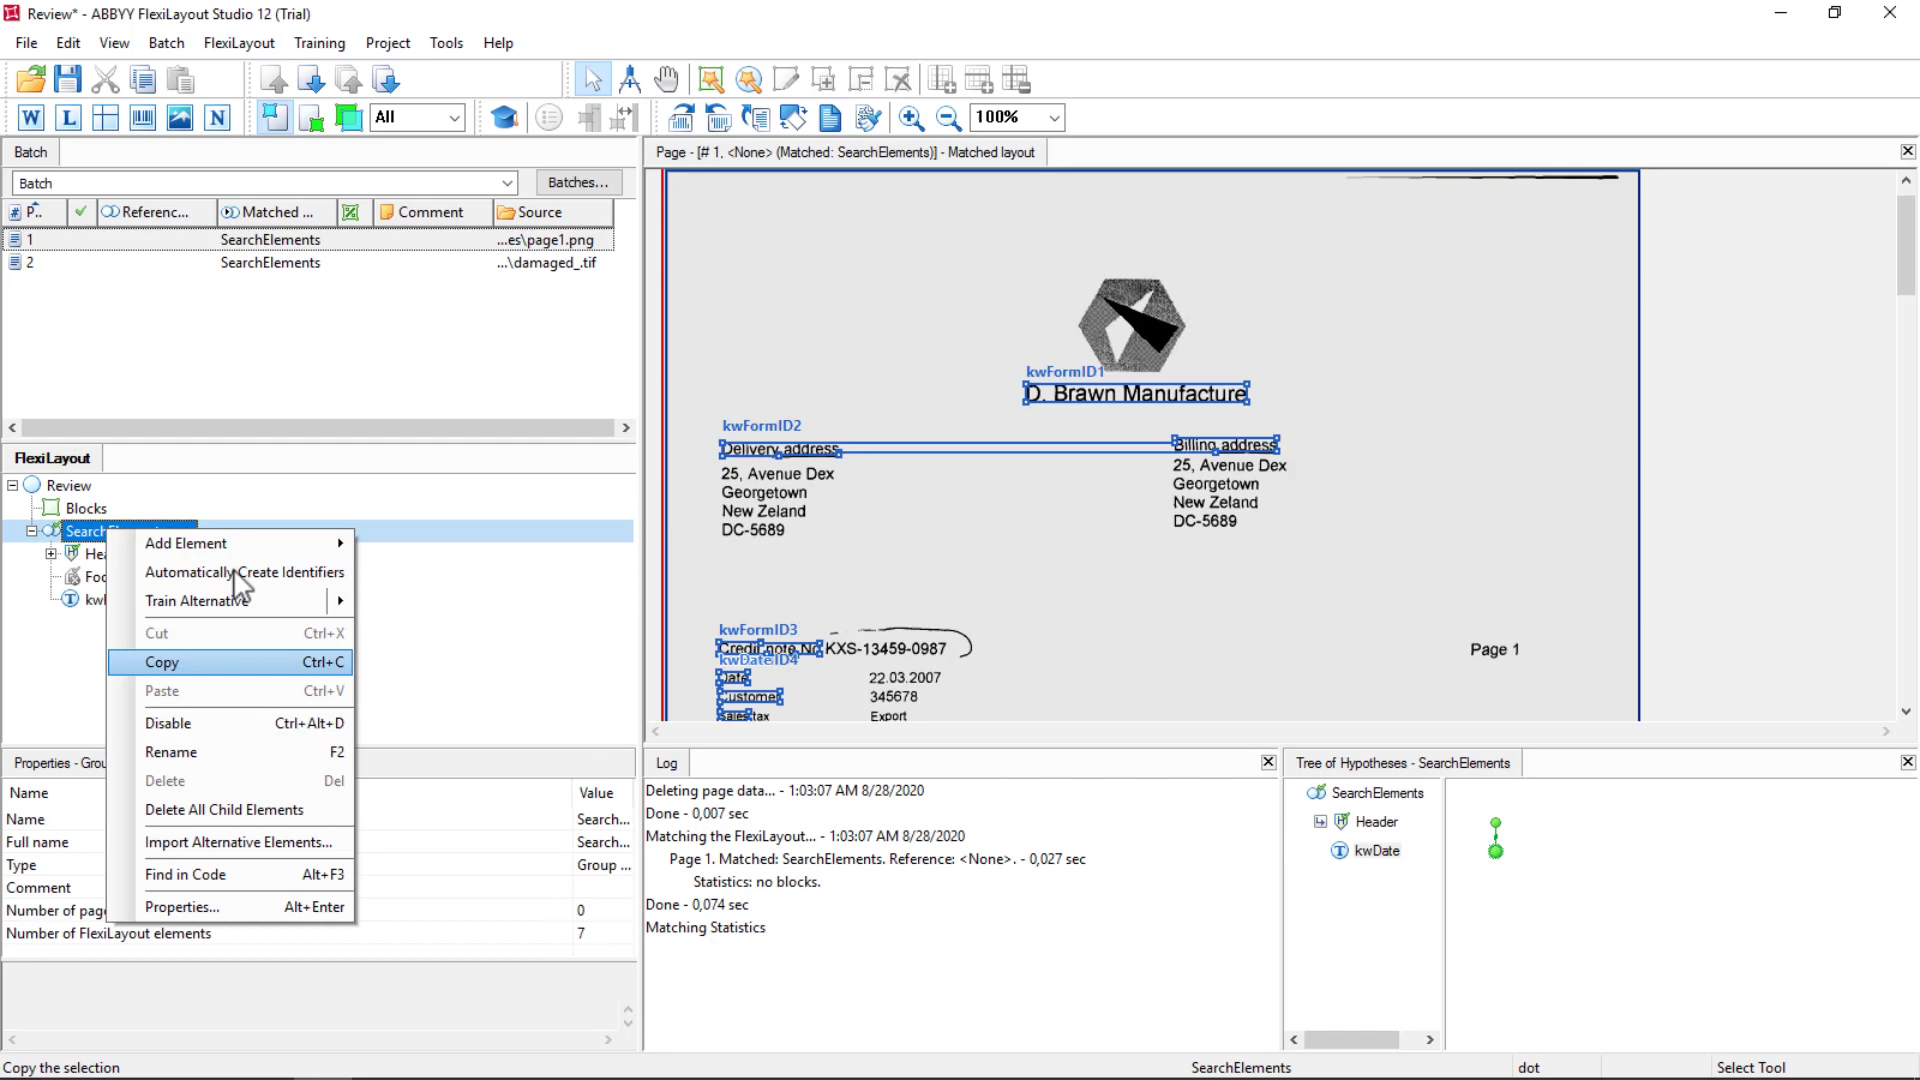 Review* - ABBYY FlexiLayout Studio 12 (Trial)
File Edit View Batch FlexiLayout Training Project Tools Help
W L N All 100%
Batch
Page - [# 1, <None> (Matched: SearchElements)] - Matched layout
Batch Batches...
# P.. Referenc... Matched ... Comment Source
1 SearchElements ...es\page1.png
2 SearchElements ...\damaged_.tif
kwFormID1
D. Brawn Manufacture
kwFormID2
Delivery address Billing address
25, Avenue Dex 25, Avenue Dex
Georgetown Georgetown
New Zeland New Zeland
DC-5689 DC-5689
kwFormID3
Credit note No KXS-13459-0987 Page 1
kwDateID4
Date 22.03.2007
Customer 345678
Sales tax Export
FlexiLayout
Review
Blocks
Search
Hea
Foo
Add Element
Automatically Create Identifiers
Train Alternative
Cut Ctrl+X
Copy Ctrl+C
Paste Ctrl+V
Disable Ctrl+Alt+D
Rename F2
Delete Del
Delete All Child Elements
Import Alternative Elements...
Find in Code Alt+F3
Properties... Alt+Enter
Properties - Grou
Name Value
Name Search...
Full name Search...
Type Group ...
Comment
Number of pag 0
Number of FlexiLayout elements 7
Log
Deleting page data... - 1:03:07 AM 8/28/2020
Done - 0,007 sec
Matching the FlexiLayout... - 1:03:07 AM 8/28/2020
Page 1. Matched: SearchElements. Reference: <None>. - 0,027 sec
Statistics: no blocks.
Done - 0,074 sec
Matching Statistics
Tree of Hypotheses - SearchElements
SearchElements
Header
kwDate
Copy the selection SearchElements dot Select Tool